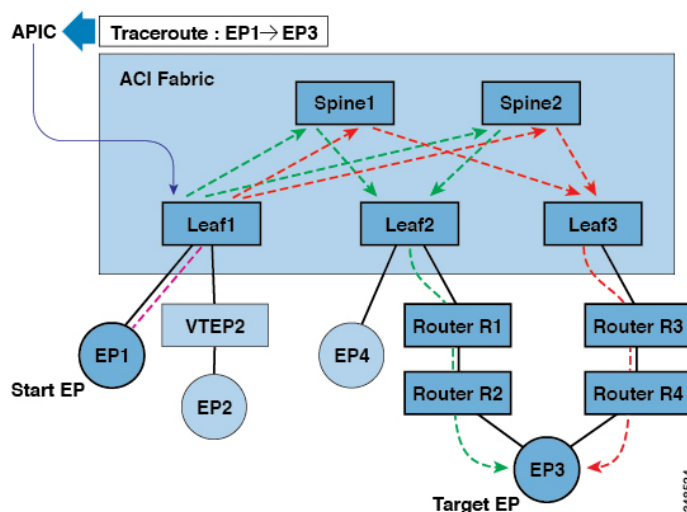 APIC
Traceroute : EP1→ EP3
ACI Fabric
Spine1
Spine2
Leaf1
Leaf2
Leaf3
VTEP2
Router R1
Router R3
EP1
EP4
Start EP
EP2
Router R2
Router R4
EP3
Target EP